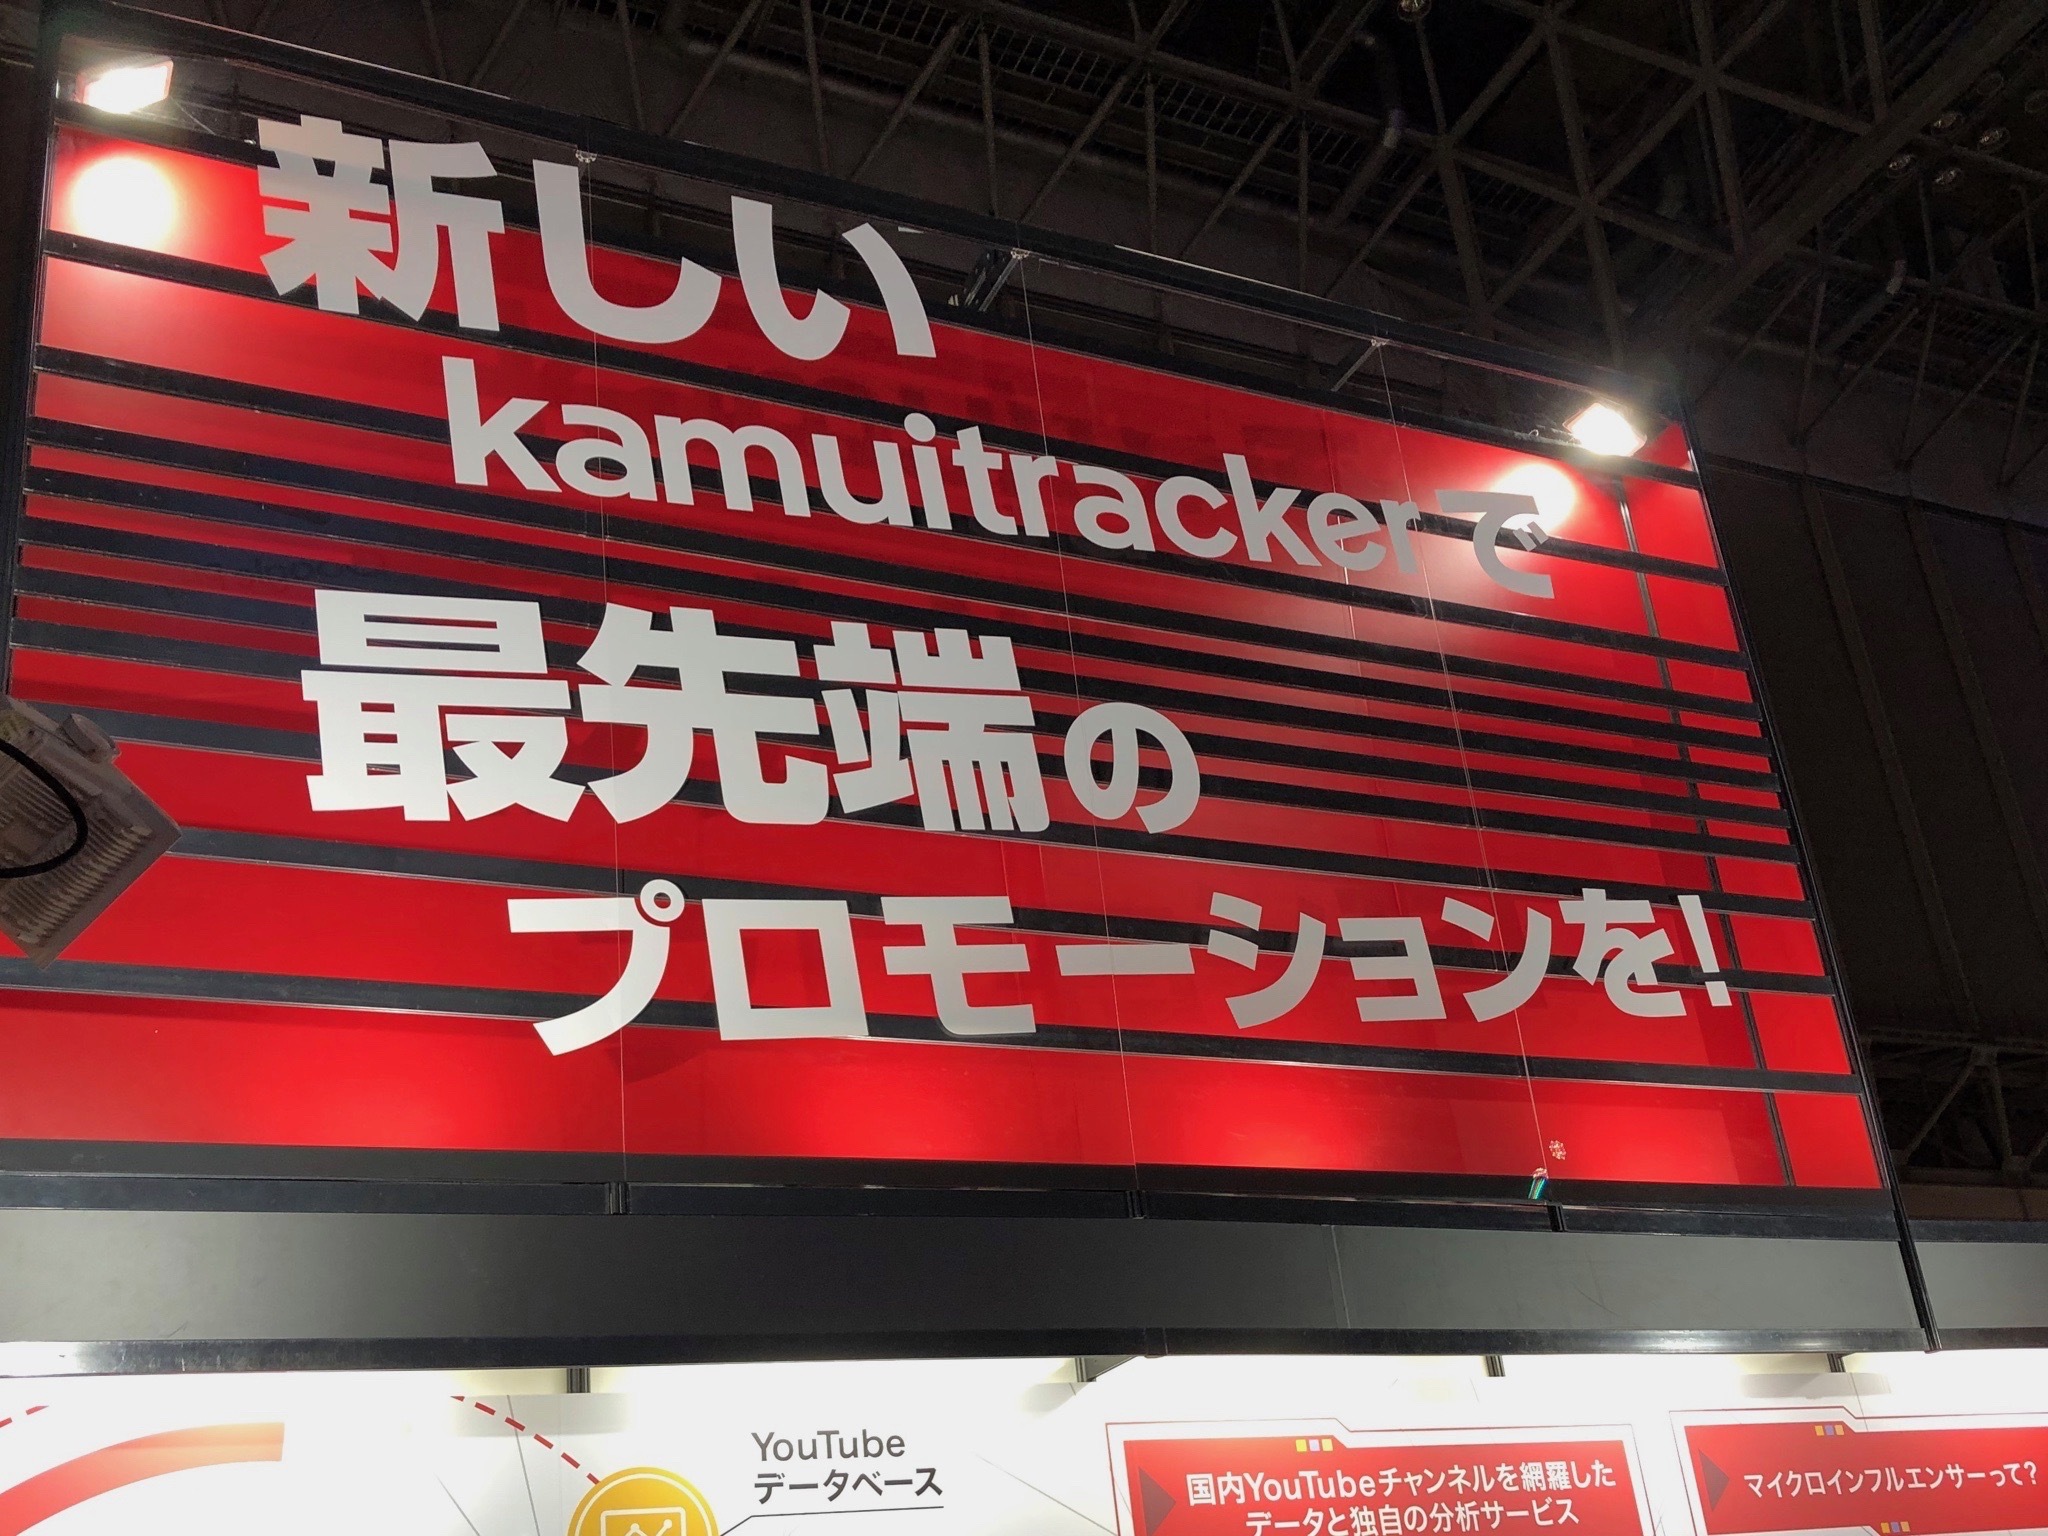 新しい
kamuitrackerで
最先端の
プロモーションを!
YouTube
データベース
国内YouTubeチャンネルを網羅した
データと独自の分析サービス
マイクロインフルエンサーって?